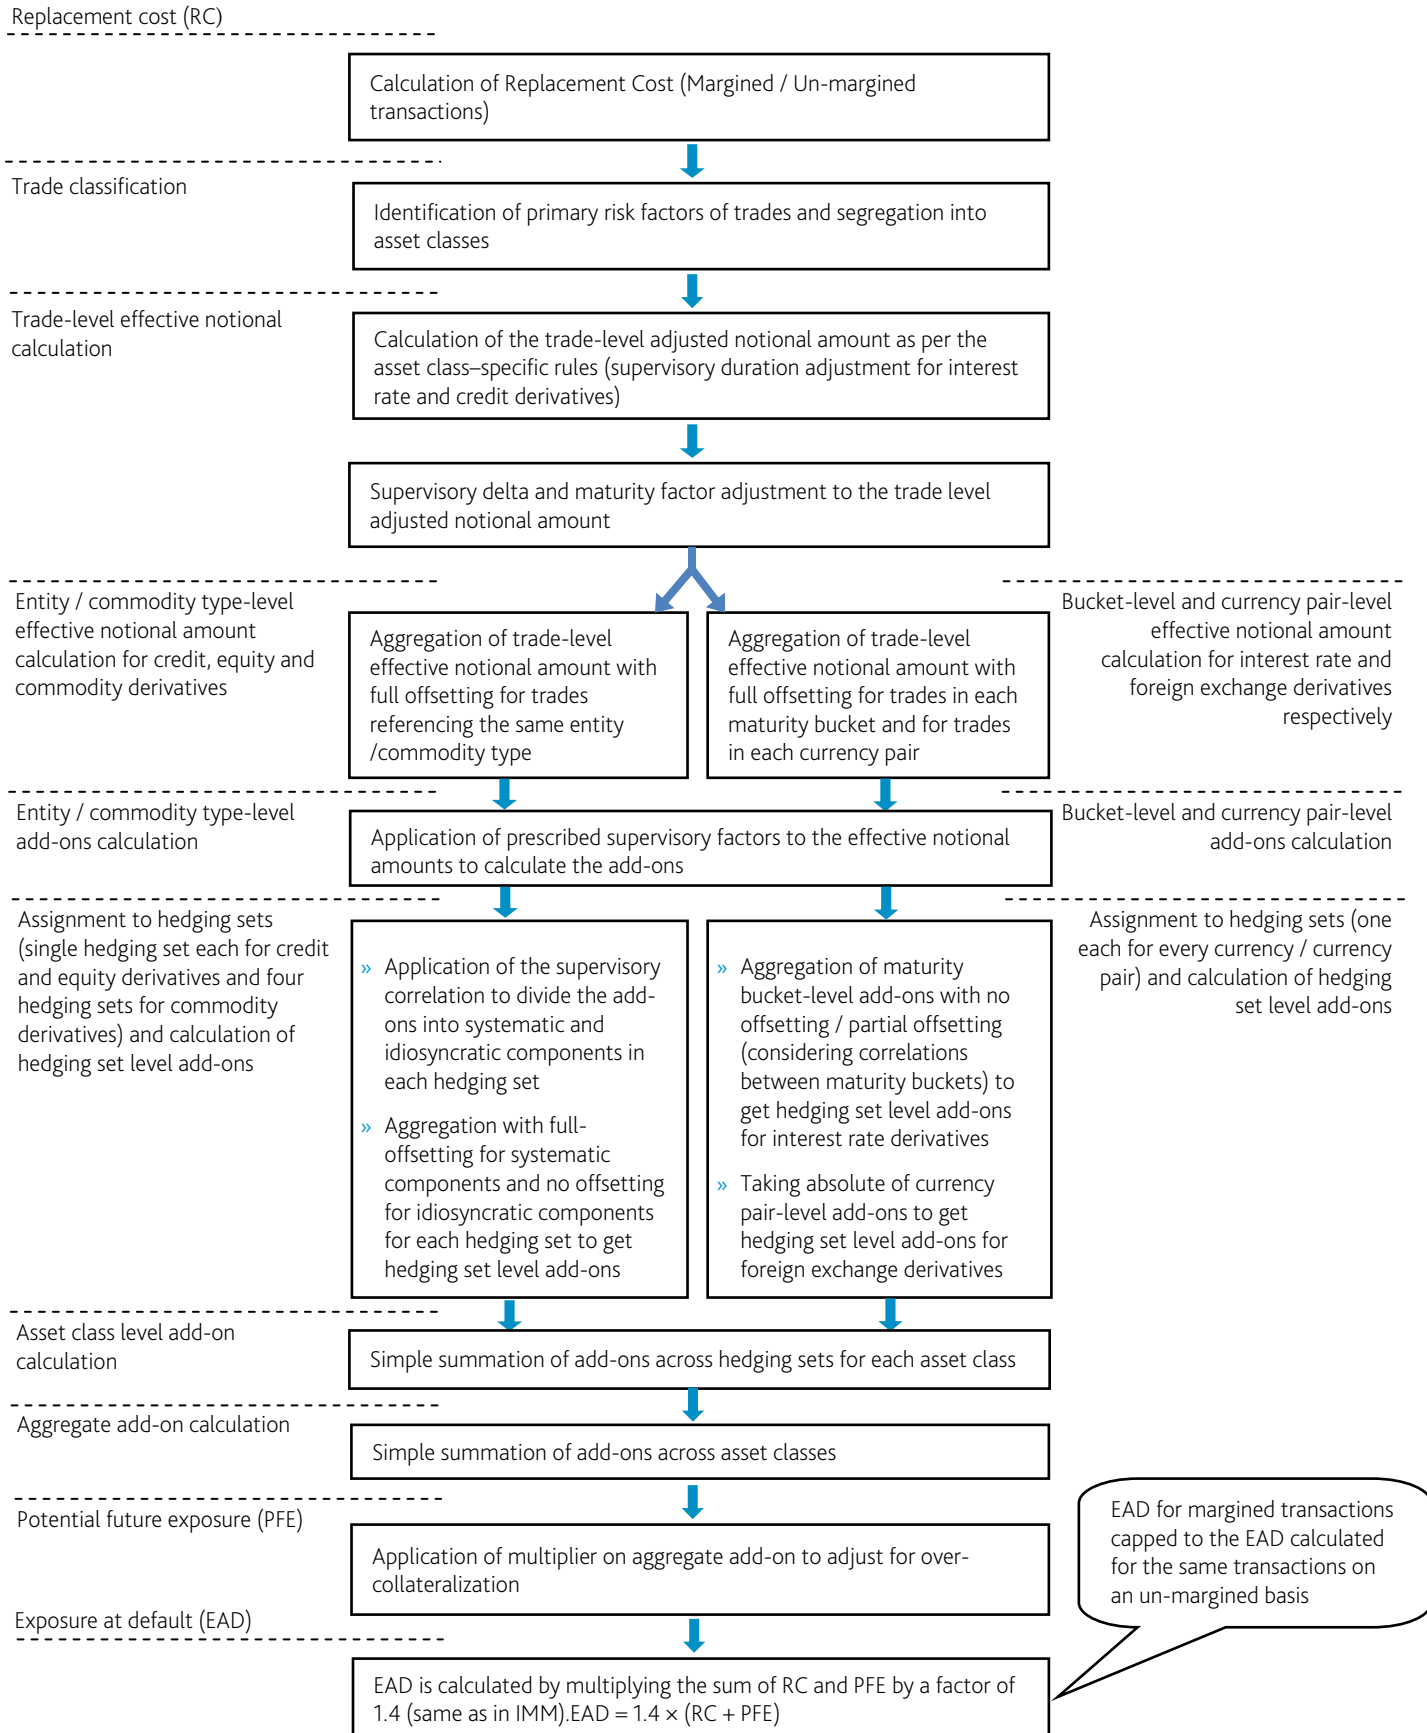 Replacement cost (RC)
Calculation of Replacement Cost (Margined / Un-margined
transactions)
Trade classification
Identification of primary risk factors of trades and segregation into
asset classes
Trade-level effective notional
calculation
Calculation of the trade-level adjusted notional amount as per the
asset class–specific rules (supervisory duration adjustment for interest
rate and credit derivatives)
Supervisory delta and maturity factor adjustment to the trade level
adjusted notional amount
Entity / commodity type-level
effective notional amount
calculation for credit, equity and
commodity derivatives
Aggregation of trade-level
effective notional amount with
full offsetting for trades
referencing the same entity
/commodity type
Aggregation of trade-level
effective notional amount with
full offsetting for trades in each
maturity bucket and for trades
in each currency pair
Bucket-level and currency pair-level
effective notional amount
calculation for interest rate and
foreign exchange derivatives
respectively
Entity / commodity type-level
add-ons calculation
Application of prescribed supervisory factors to the effective notional
amounts to calculate the add-ons
Bucket-level and currency pair-level
add-ons calculation
Assignment to hedging sets
(single hedging set each for credit
and equity derivatives and four
hedging sets for commodity
derivatives) and calculation of
hedging set level add-ons
» Application of the supervisory
correlation to divide the add-
ons into systematic and
idiosyncratic components in
each hedging set
» Aggregation with full-
offsetting for systematic
components and no offsetting
for idiosyncratic components
for each hedging set to get
hedging set level add-ons
» Aggregation of maturity
bucket-level add-ons with no
offsetting / partial offsetting
(considering correlations
between maturity buckets) to
get hedging set level add-ons
for interest rate derivatives
» Taking absolute of currency
pair-level add-ons to get
hedging set level add-ons for
foreign exchange derivatives
Assignment to hedging sets (one
each for every currency / currency
pair) and calculation of hedging
set level add-ons
Asset class level add-on
calculation
Simple summation of add-ons across hedging sets for each asset class
Aggregate add-on calculation
Simple summation of add-ons across asset classes
Potential future exposure (PFE)
Application of multiplier on aggregate add-on to adjust for over-
collateralization
EAD for margined transactions
capped to the EAD calculated
for the same transactions on
an un-margined basis
Exposure at default (EAD)
EAD is calculated by multiplying the sum of RC and PFE by a factor of
1.4 (same as in IMM).EAD = 1.4 × (RC + PFE)